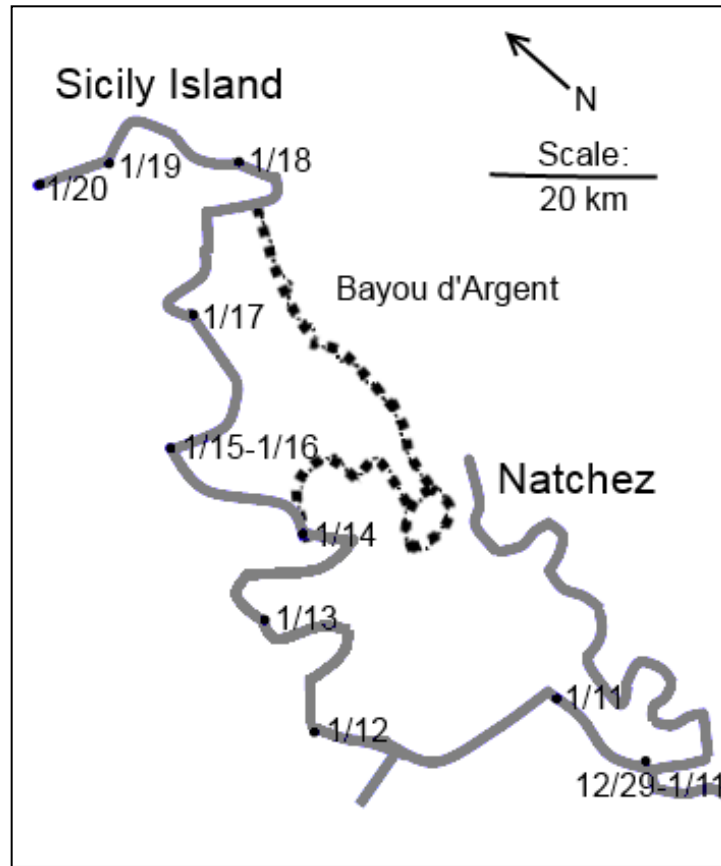 Sicily Island
N
Scale:
20 km
1/18
1/19
1/20
Bayou d'Argent
1/17
1/15-1/16
Natchez
1/14
1/13
1/11
1/12
12/29-1/11